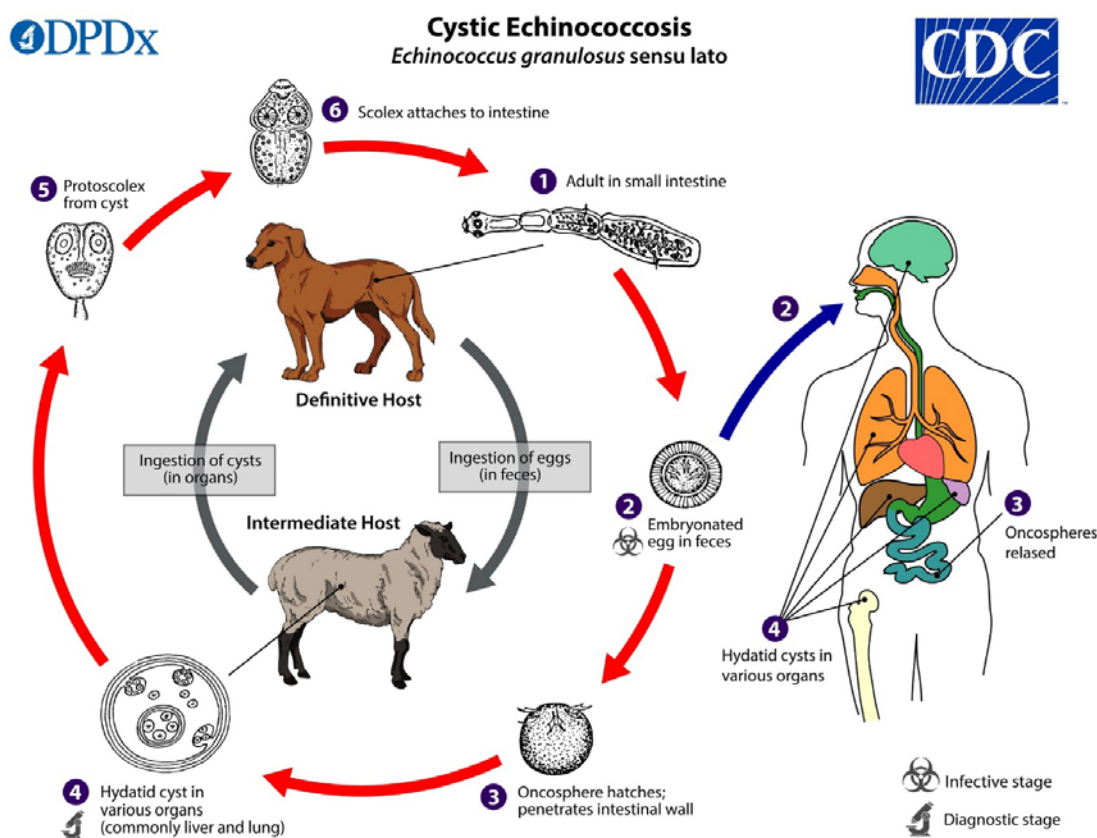 DPDx
Cystic Echinococcosis
Echinococcus granulosus sensu lato
CDC
TM
6 Scolex attaches to intestine
5 Protoscolex
from cyst
1 Adult in small intestine
2
Definitive Host
Ingestion of cysts
(in organs)
Ingestion of eggs
(in feces)
Intermediate Host
2 Embryonated
egg in feces
3
Oncospheres
relased
4
Hydatid cysts in
various organs
4 Hydatid cyst in
various organs
(commonly liver and lung)
3 Oncosphere hatches;
penetrates intestinal wall
Infective stage
Diagnostic stage